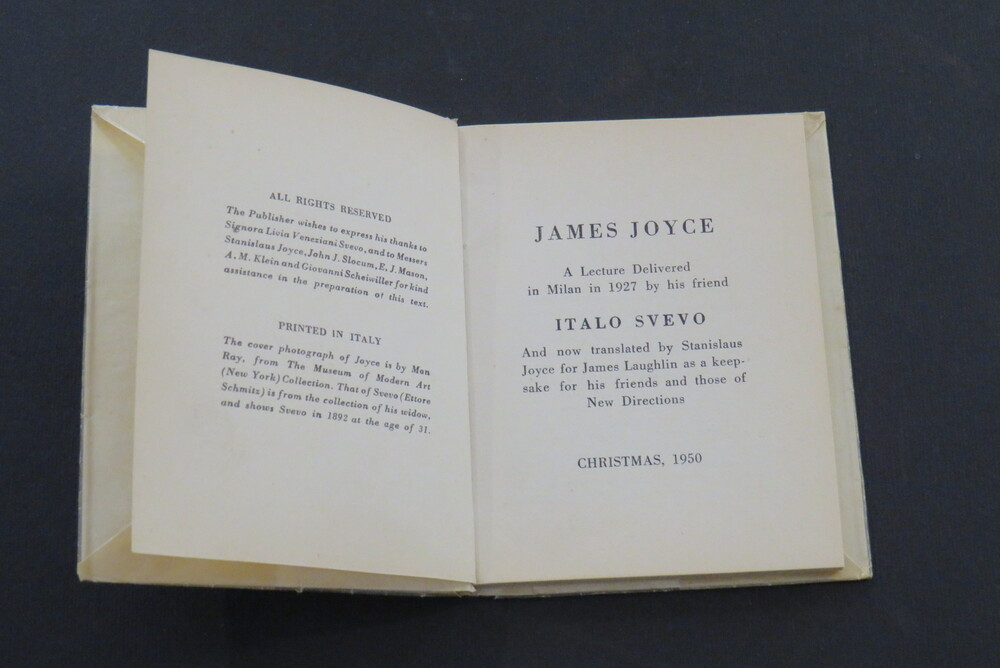 ALL RIGHTS RESERVED
The Publisher wishes to express his thanks to
Signora Livia Veneziani Svevo, and to Messers
Stanislaus Joyce, John J. Slocum, E. J. Mason,
A. M. Klein and Giovanni Scheiwiller for kind
assistance in the preparation of this text.
PRINTED IN ITALY
The cover photograph of Joyce is by Man
Ray, from The Museum of Modern Art
(New York) Collection. That of Svevo (Ettore
Schmitz) is from the collection of his widow,
and shows Svevo in 1892 at the age of 31.
JAMES JOYCE
A Lecture Delivered
in Milan in 1927 by his friend
ITALO SVEVO
And now translated by Stanislaus
Joyce for James Laughlin as a keep-
sake for his friends and those of
New Directions
CHRISTMAS, 1950